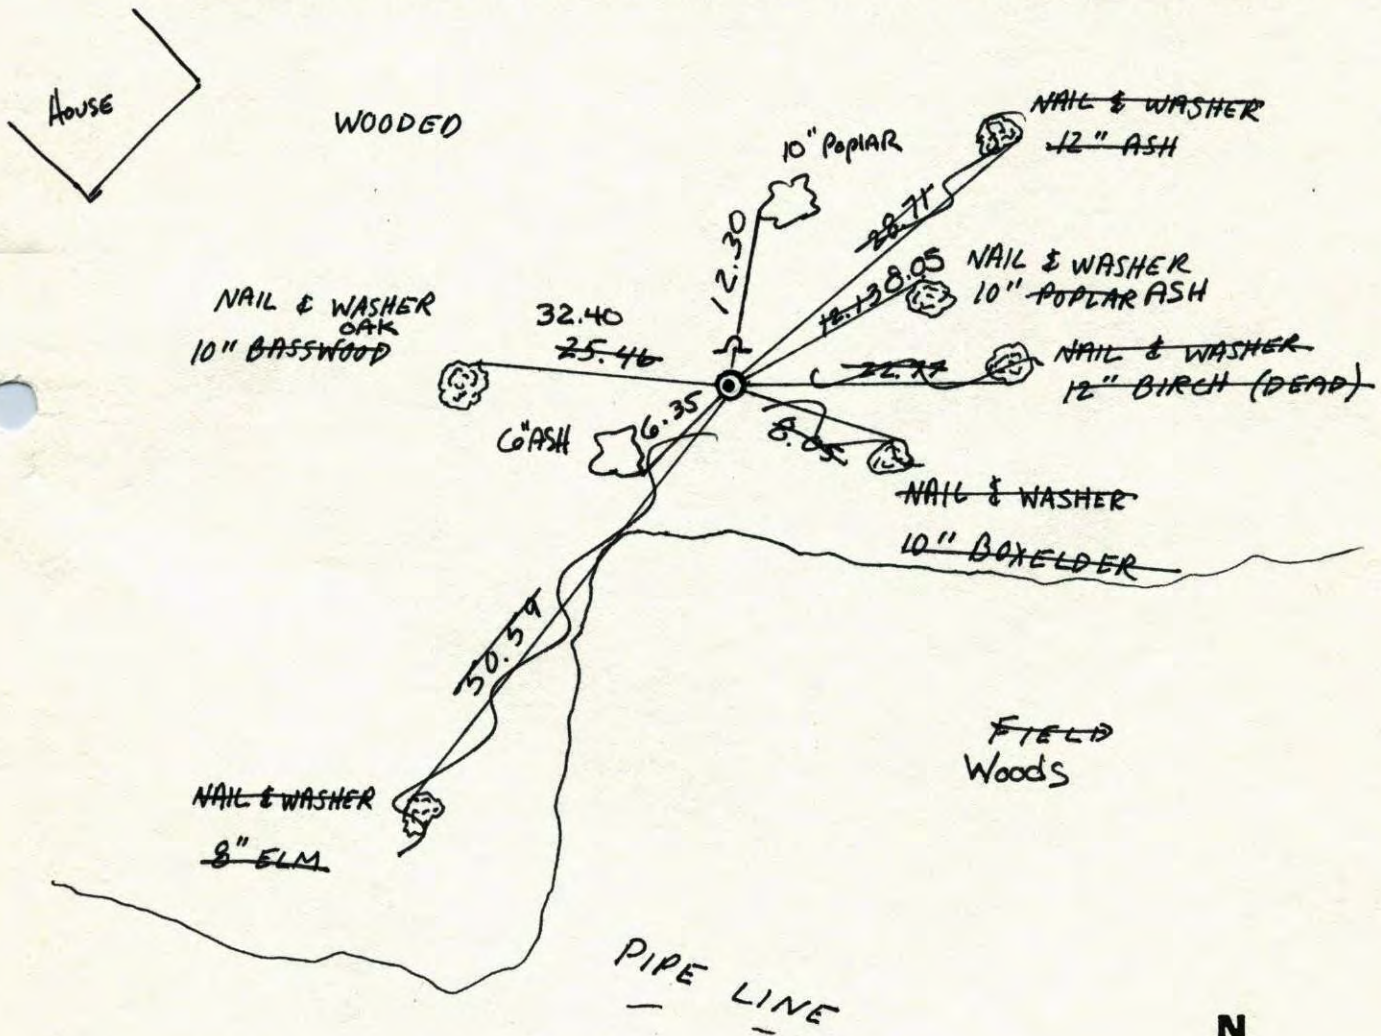 HOUSE
WOODED
10" POPLAR
NAIL & WASHER
12" ASH
28.71
12.30
NAIL & WASHER
10" POPLAR ASH
12.13 8.05
NAIL & WASHER
OAK
10" BASSWOOD
32.40
25.46
NAIL & WASHER
12" BIRCH (DEAD)
6" ASH
6.35
8.05
NAIL & WASHER
10" BOXELDER
50.59
FIELD
Woods
NAIL & WASHER
8" ELM
PIPE LINE
N